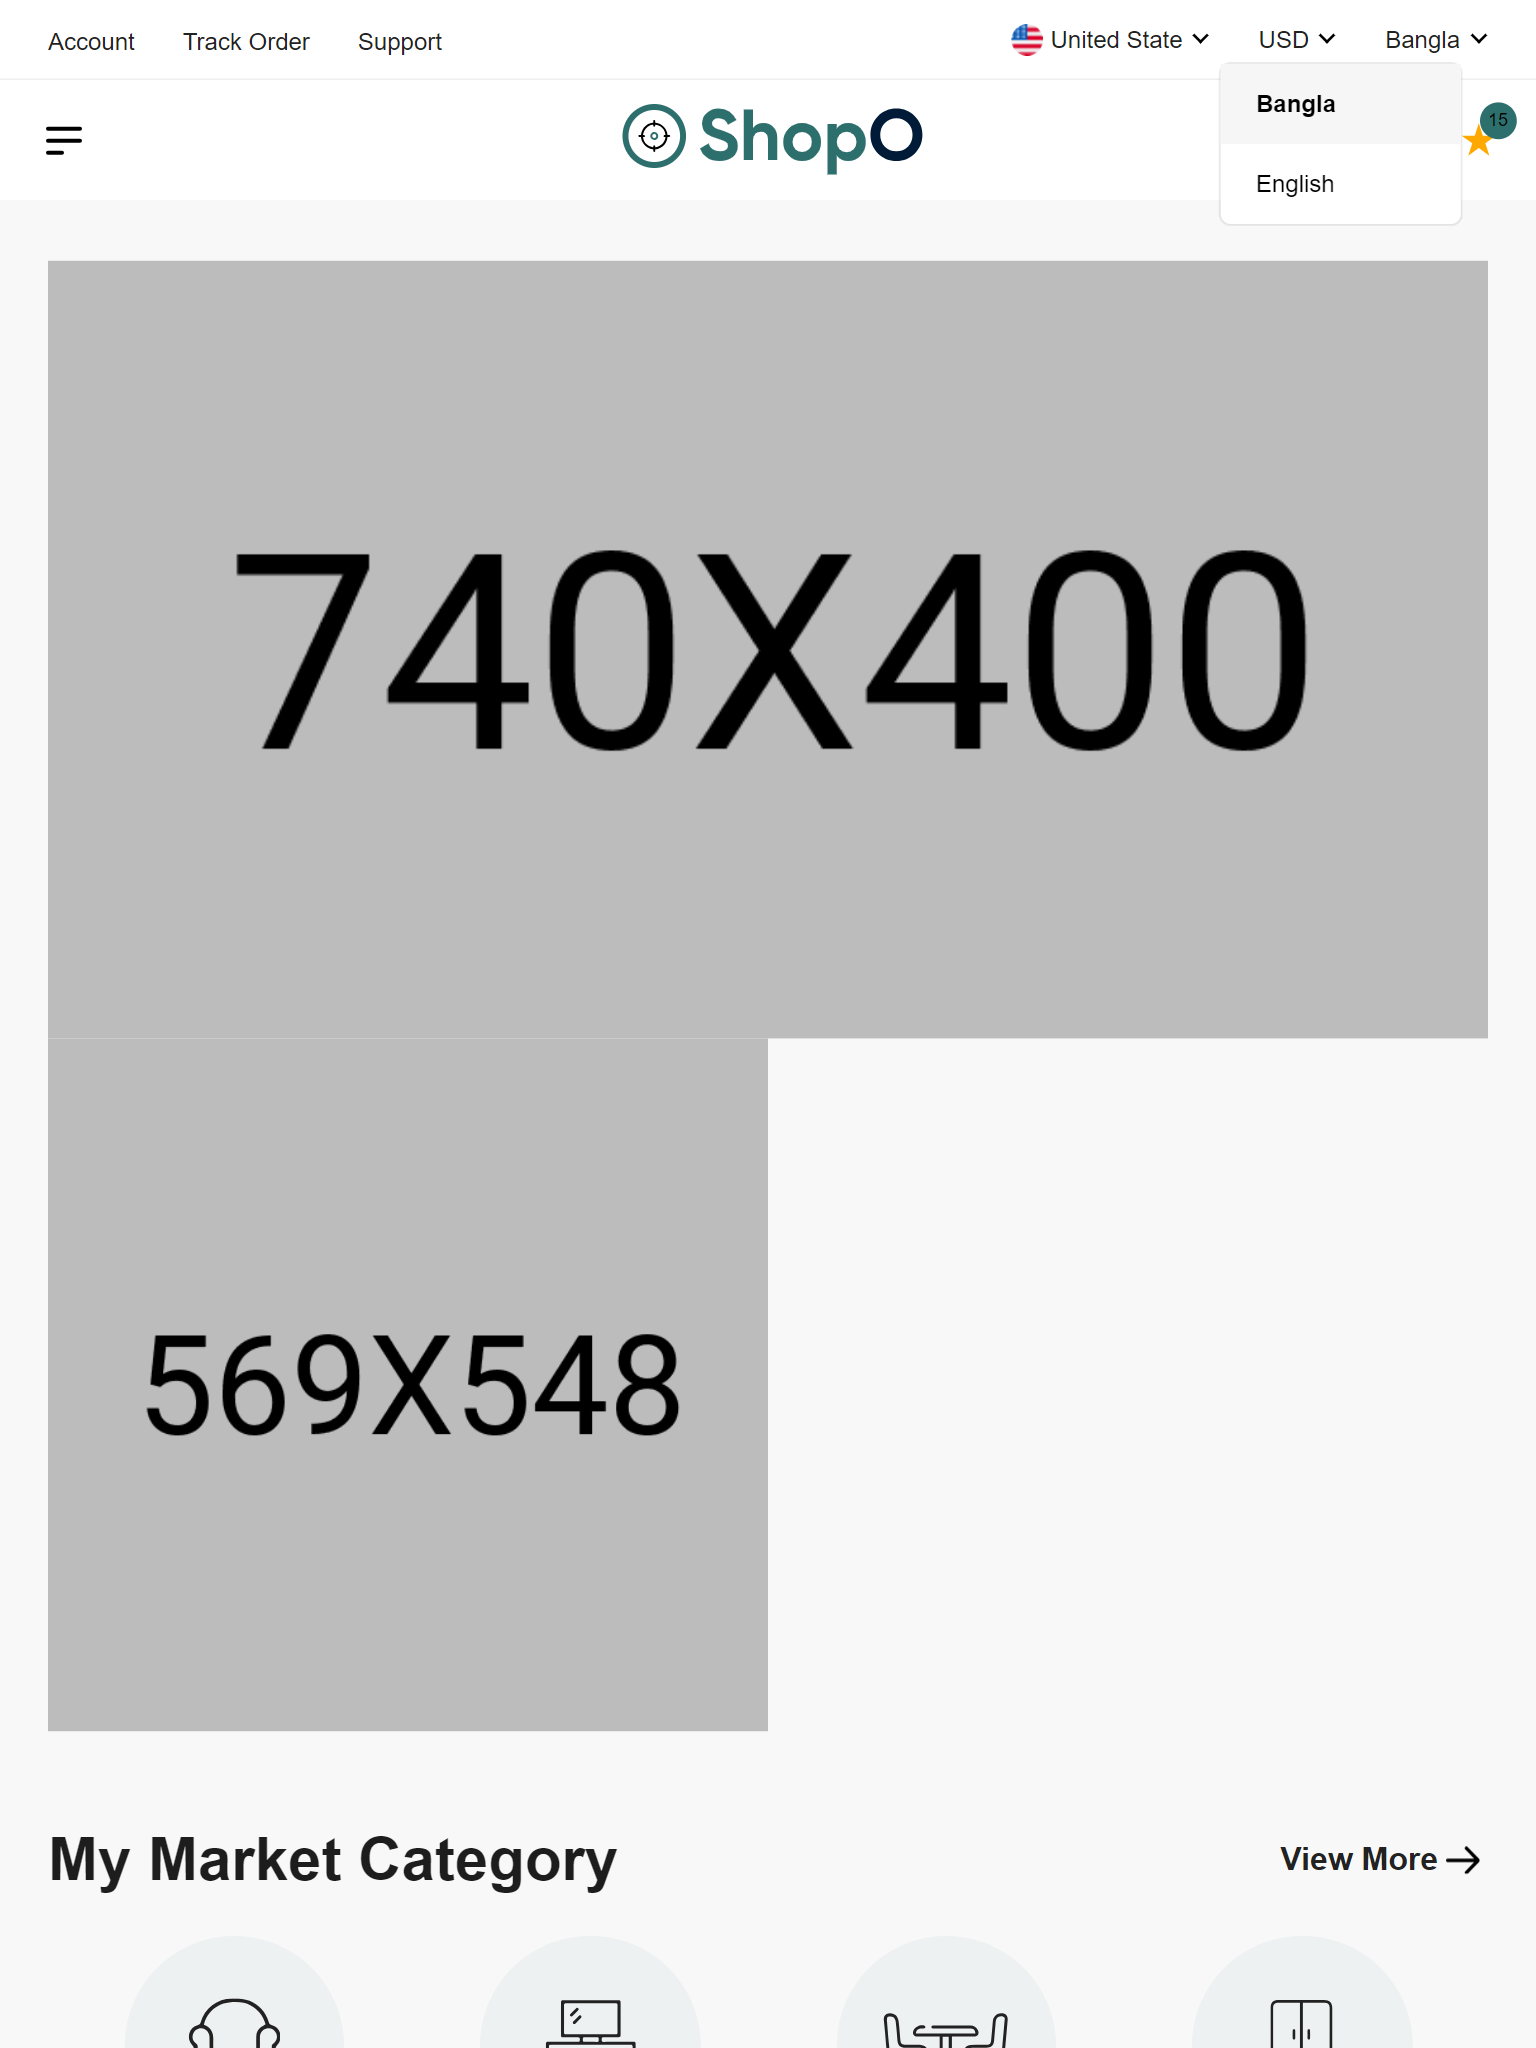 Account Track Order Support United State USD Bangla
Bangla
English
ShopO
15
740X400
569X548
My Market Category View More